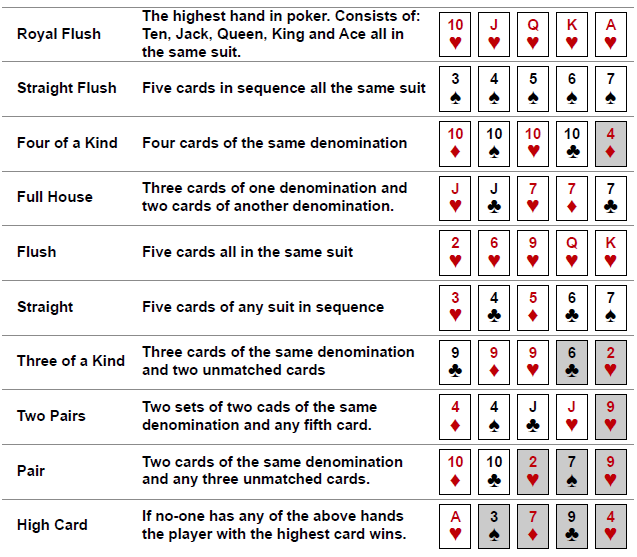 Royal Flush
The highest hand in poker. Consists of:
Ten, Jack, Queen, King and Ace all in
the same suit.
10 J Q K A
♥ ♥ ♥ ♥ ♥
Straight Flush
Five cards in sequence all the same suit
3 4 5 6 7
♠ ♠ ♠ ♠ ♠
Four of a Kind
Four cards of the same denomination
10 10 10 10 4
♦ ♠ ♥ ♣ ♦
Full House
Three cards of one denomination and
two cards of another denomination.
J J 7 7 7
♥ ♣ ♥ ♦ ♣
Flush
Five cards all in the same suit
2 6 9 Q K
♥ ♥ ♥ ♥ ♥
Straight
Five cards of any suit in sequence
3 4 5 6 7
♥ ♣ ♦ ♣ ♠
Three of a Kind
Three cards of the same denomination
and two unmatched cards
9 9 9 6 2
♣ ♦ ♥ ♣ ♥
Two Pairs
Two sets of two cads of the same
denomination and any fifth card.
4 4 J J 9
♦ ♠ ♣ ♥ ♥
Pair
Two cards of the same denomination
and any three unmatched cards.
10 10 2 7 9
♦ ♣ ♥ ♠ ♥
High Card
If no-one has any of the above hands
the player with the highest card wins.
A 3 7 9 4
♥ ♠ ♦ ♣ ♥